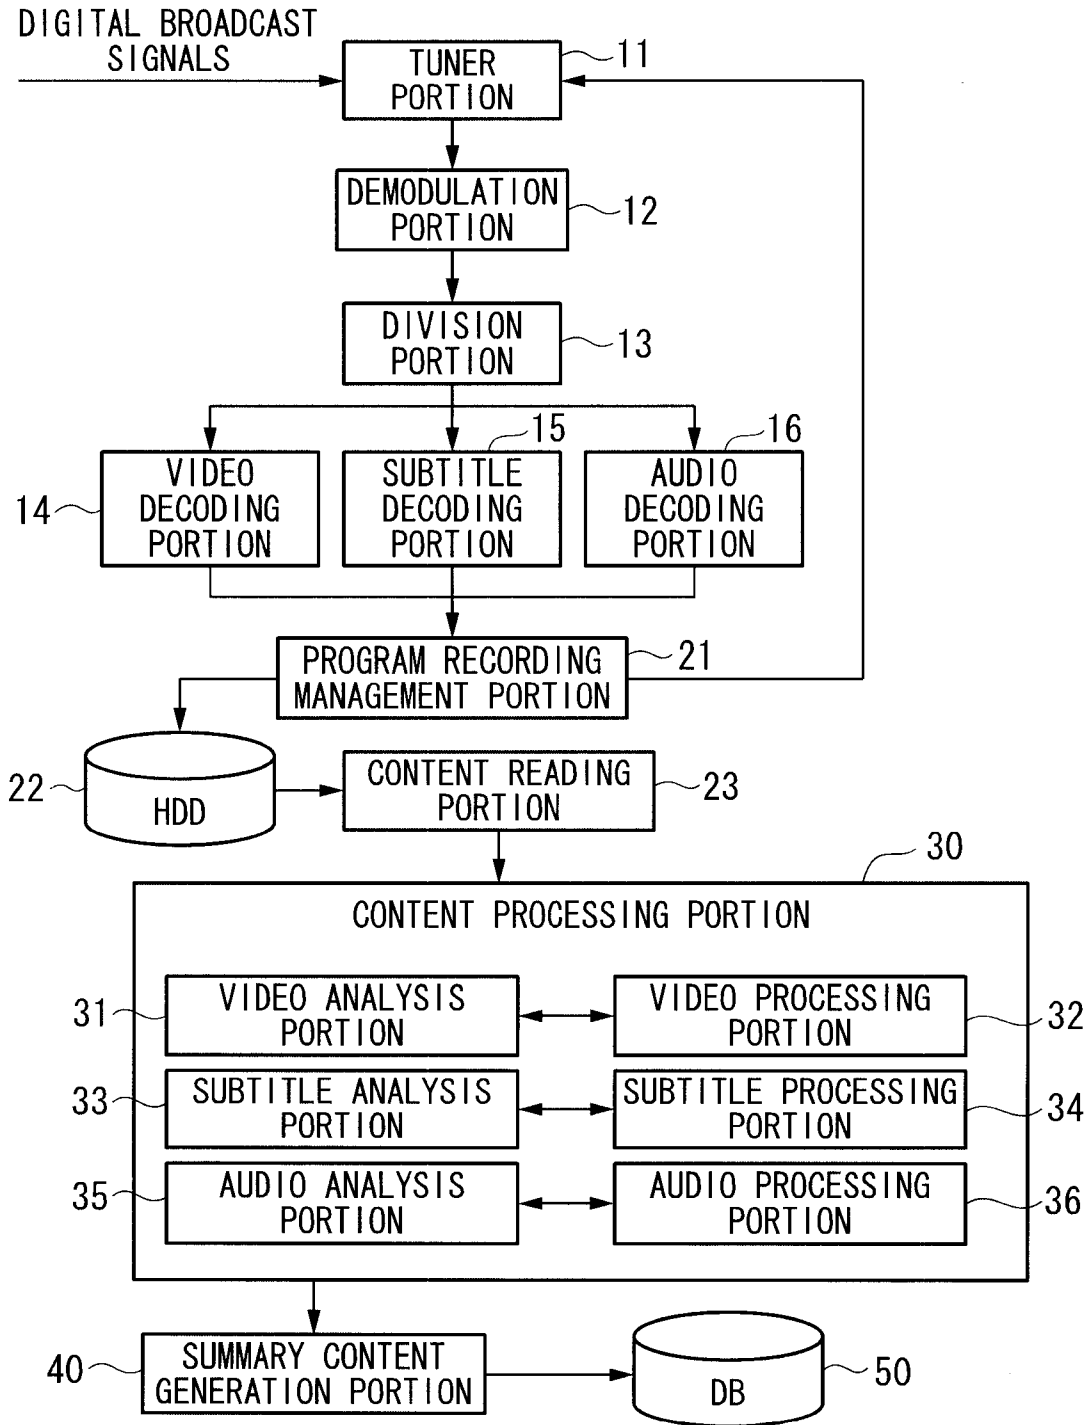 DIGITAL BROADCAST
SIGNALS
TUNER
PORTION
11
DEMODULATION
PORTION
12
DIVISION
PORTION
13
15
16
VIDEO
DECODING
PORTION
14
SUBTITLE
DECODING
PORTION
AUDIO
DECODING
PORTION
PROGRAM RECORDING
MANAGEMENT PORTION
21
22
HDD
CONTENT READING
PORTION
23
30
CONTENT PROCESSING PORTION
31
VIDEO ANALYSIS
PORTION
VIDEO PROCESSING
PORTION
32
33
SUBTITLE ANALYSIS
PORTION
SUBTITLE PROCESSING
PORTION
34
35
AUDIO ANALYSIS
PORTION
AUDIO PROCESSING
PORTION
36
40
SUMMARY CONTENT
GENERATION PORTION
DB
50